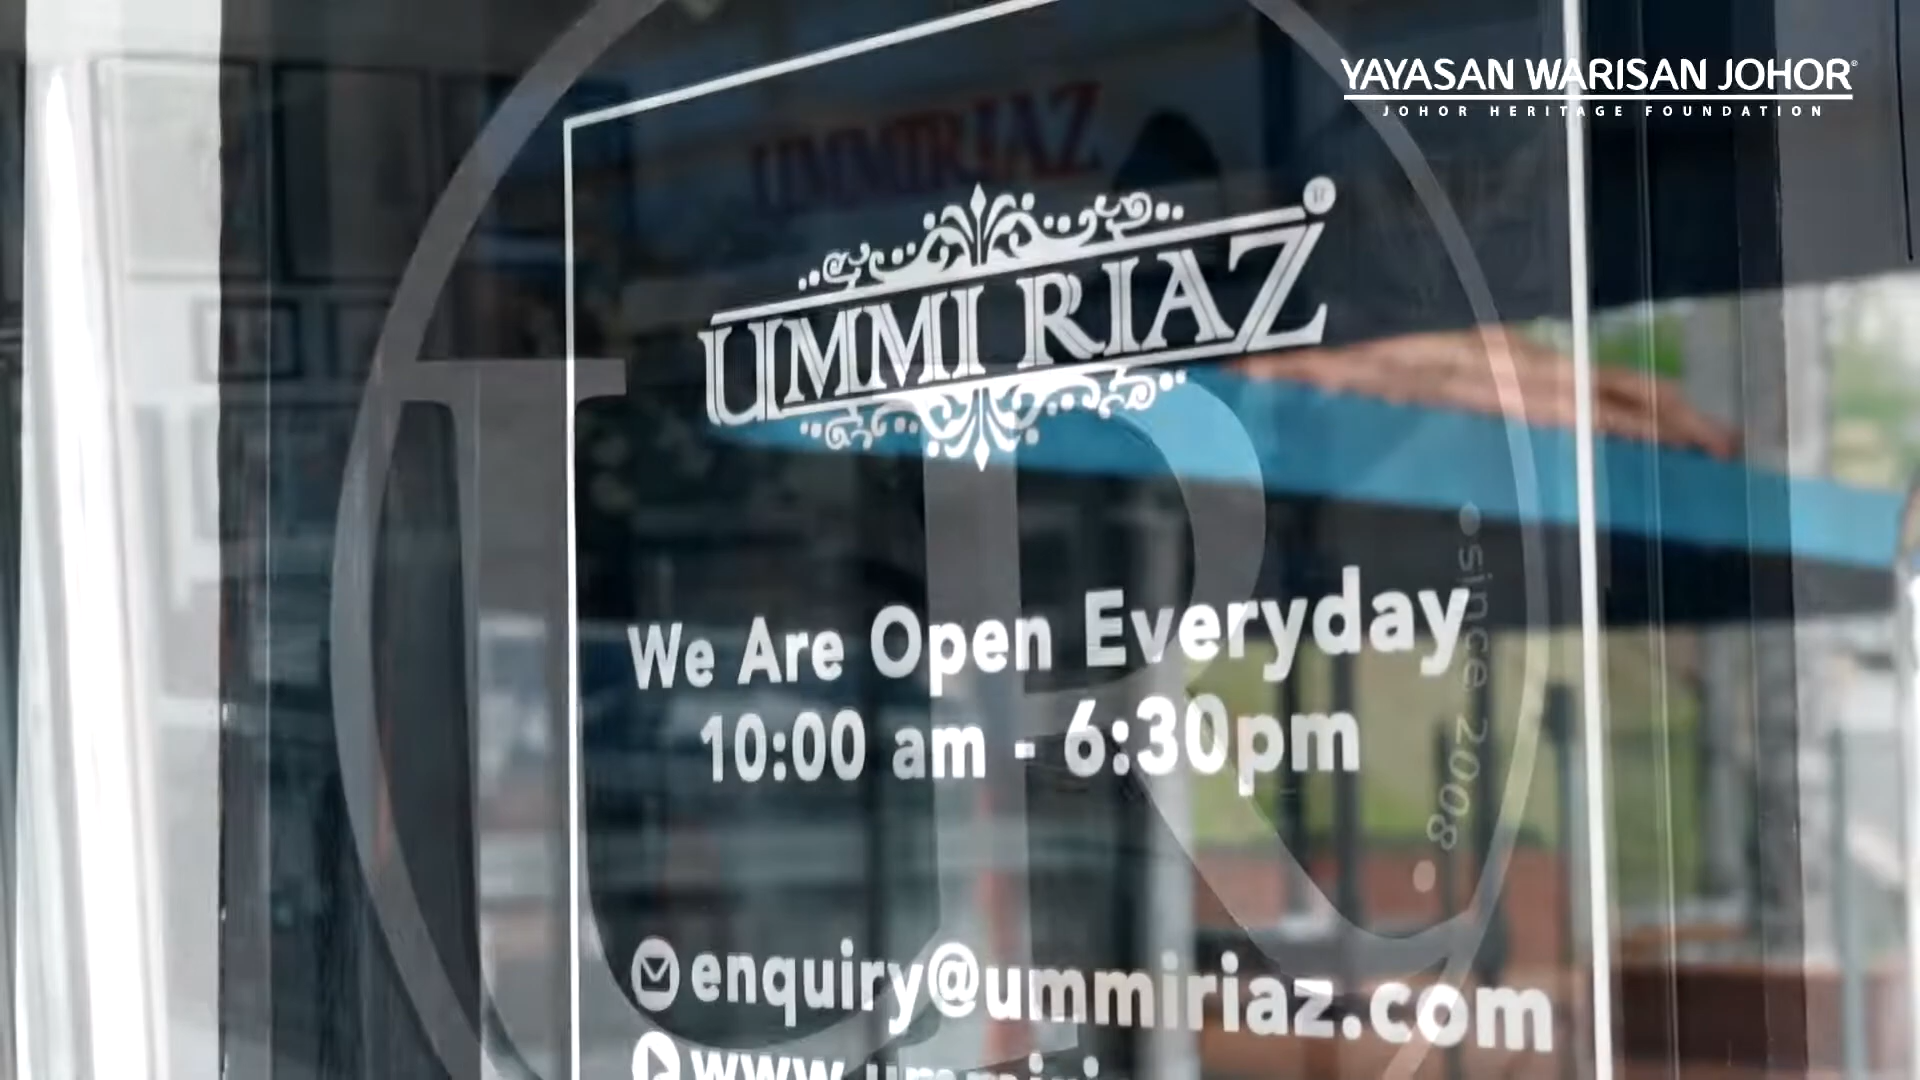 YAYASAN WARISAN JOHOR®
JOHOR HERITAGE FOUNDATION
UMMIRIAZ
UMMI RIAZ®
We Are Open Everyday
10:00 am - 6:30pm
• since 2008 •
enquiry@ummiriaz.com